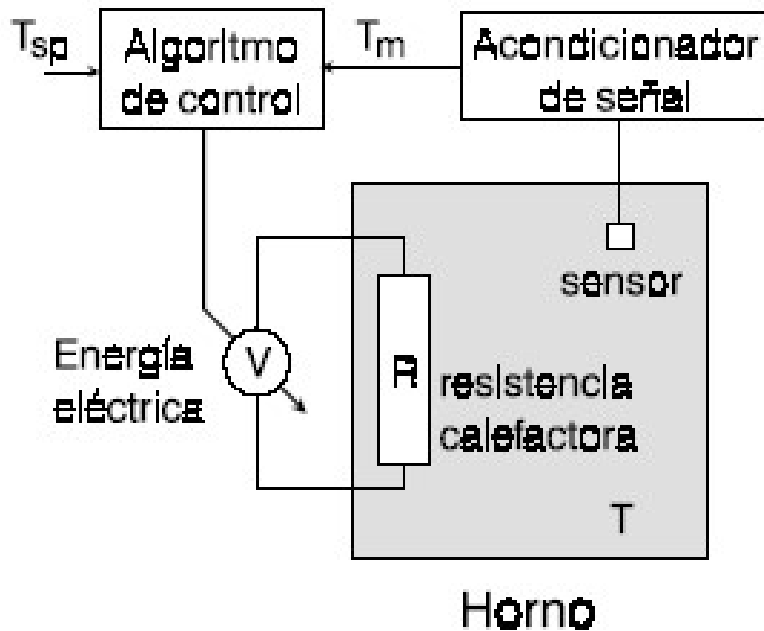 Tsp
Algoritmo
de control
Tm
Acondicionador
de señal
sensor
Energía
eléctrica
V
R
resistencia
calefactora
T
Horno